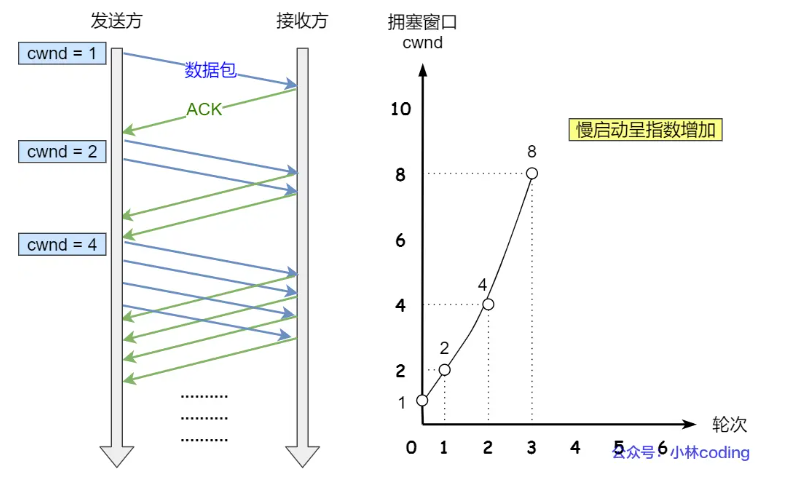 发送方
接收方
cwnd = 1
数据包
ACK
cwnd = 2
cwnd = 4
..........
..........
..........
拥塞窗口
cwnd
10
8
6
4
2
1
慢启动呈指数增加
8
4
2
轮次
0 1 2 3 4 5 6
公众号：小林coding